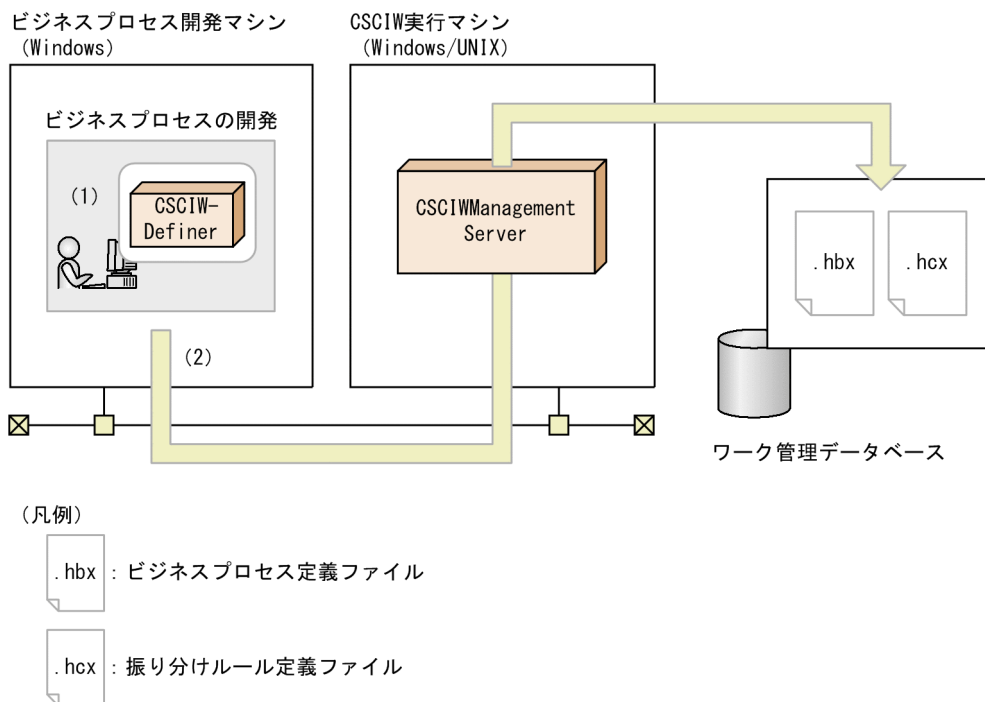 ビジネスプロセス開発マシン
（Windows）
CSCIW実行マシン
（Windows/UNIX）
ビジネスプロセスの開発
（1）
CSCIW-
Definer
CSCIWManagement
Server
.hbx
.hcx
（2）
ワーク管理データベース
（凡例）
.hbx：ビジネスプロセス定義ファイル
.hcx：振り分けルール定義ファイル